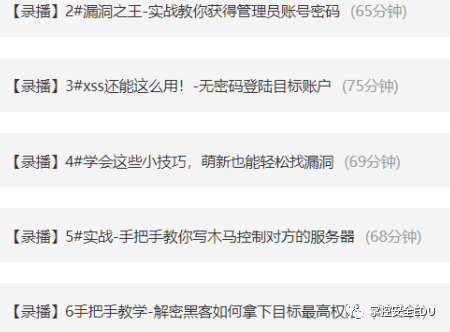 【录播】2#漏洞之王-实战教你获得管理员账号密码 (65分钟)
【录播】3#xss还能这么用！-无密码登陆目标账户 (75分钟)
【录播】4#学会这些小技巧，萌新也能轻松找漏洞 (69分钟)
【录播】5#实战-手把手教你写木马控制对方的服务器 (68分钟)
【录播】6手把手教学-解密黑客如何拿下目标最高权 掌控安全EDU